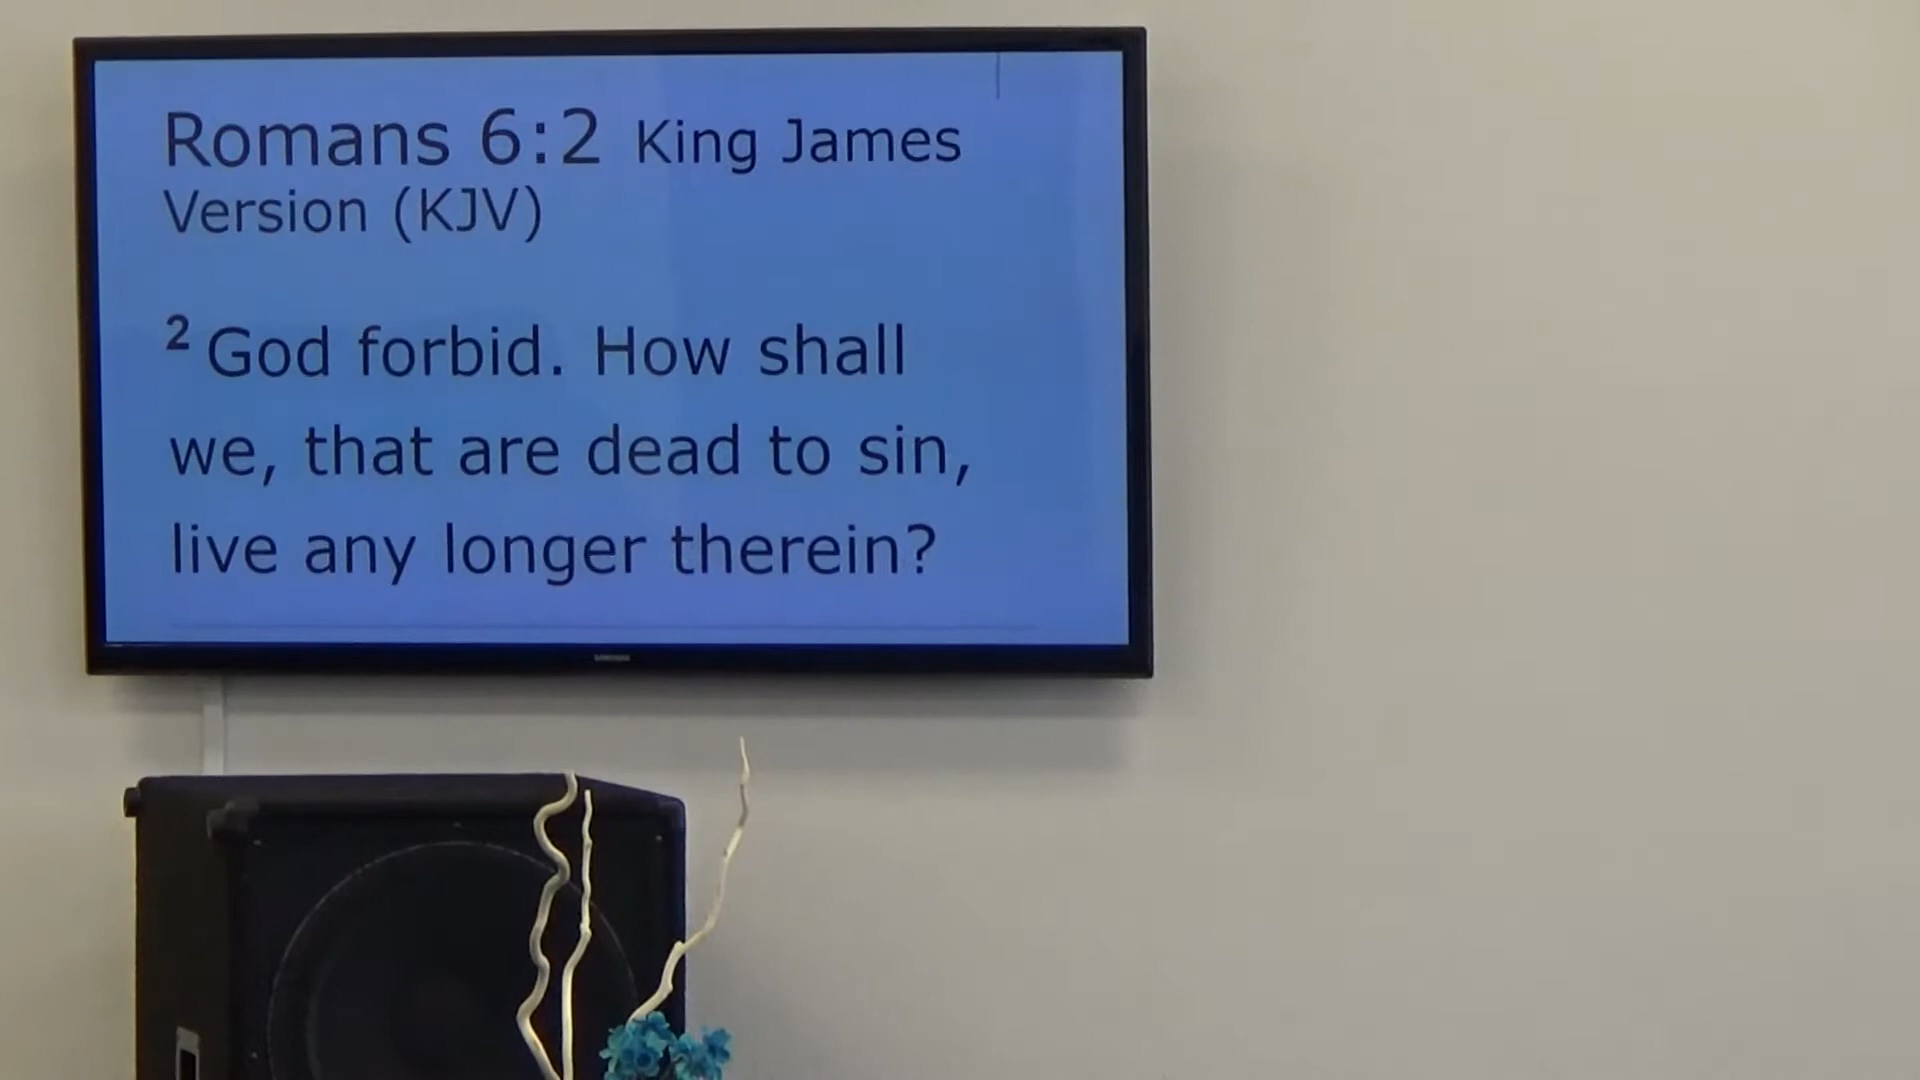 Romans 6:2 King James
Version (KJV)
2 God forbid. How shall
we, that are dead to sin,
live any longer therein?
SAMSUNG